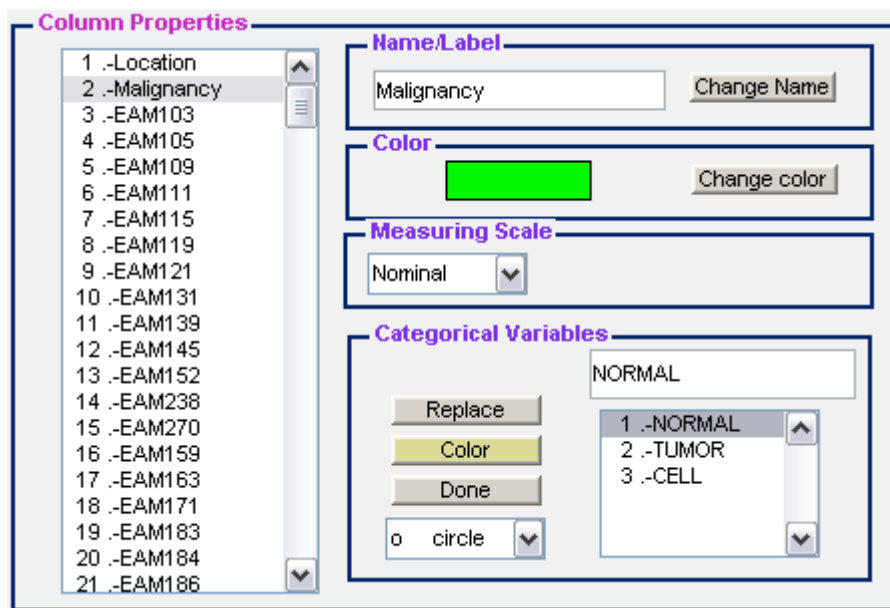 Column Properties
1 .-Location
2 .-Malignancy
3 .-EAM103
4 .-EAM105
5 .-EAM109
6 .-EAM111
7 .-EAM115
8 .-EAM119
9 .-EAM121
10 .-EAM131
11 .-EAM139
12 .-EAM145
13 .-EAM152
14 .-EAM238
15 .-EAM270
16 .-EAM159
17 .-EAM163
18 .-EAM171
19 .-EAM183
20 .-EAM184
21 .-EAM186
Name/Label
Malignancy
Change Name
Color
Change color
Measuring Scale
Nominal
Categorical Variables
NORMAL
Replace
Color
Done
o circle
1 .-NORMAL
2 .-TUMOR
3 .-CELL